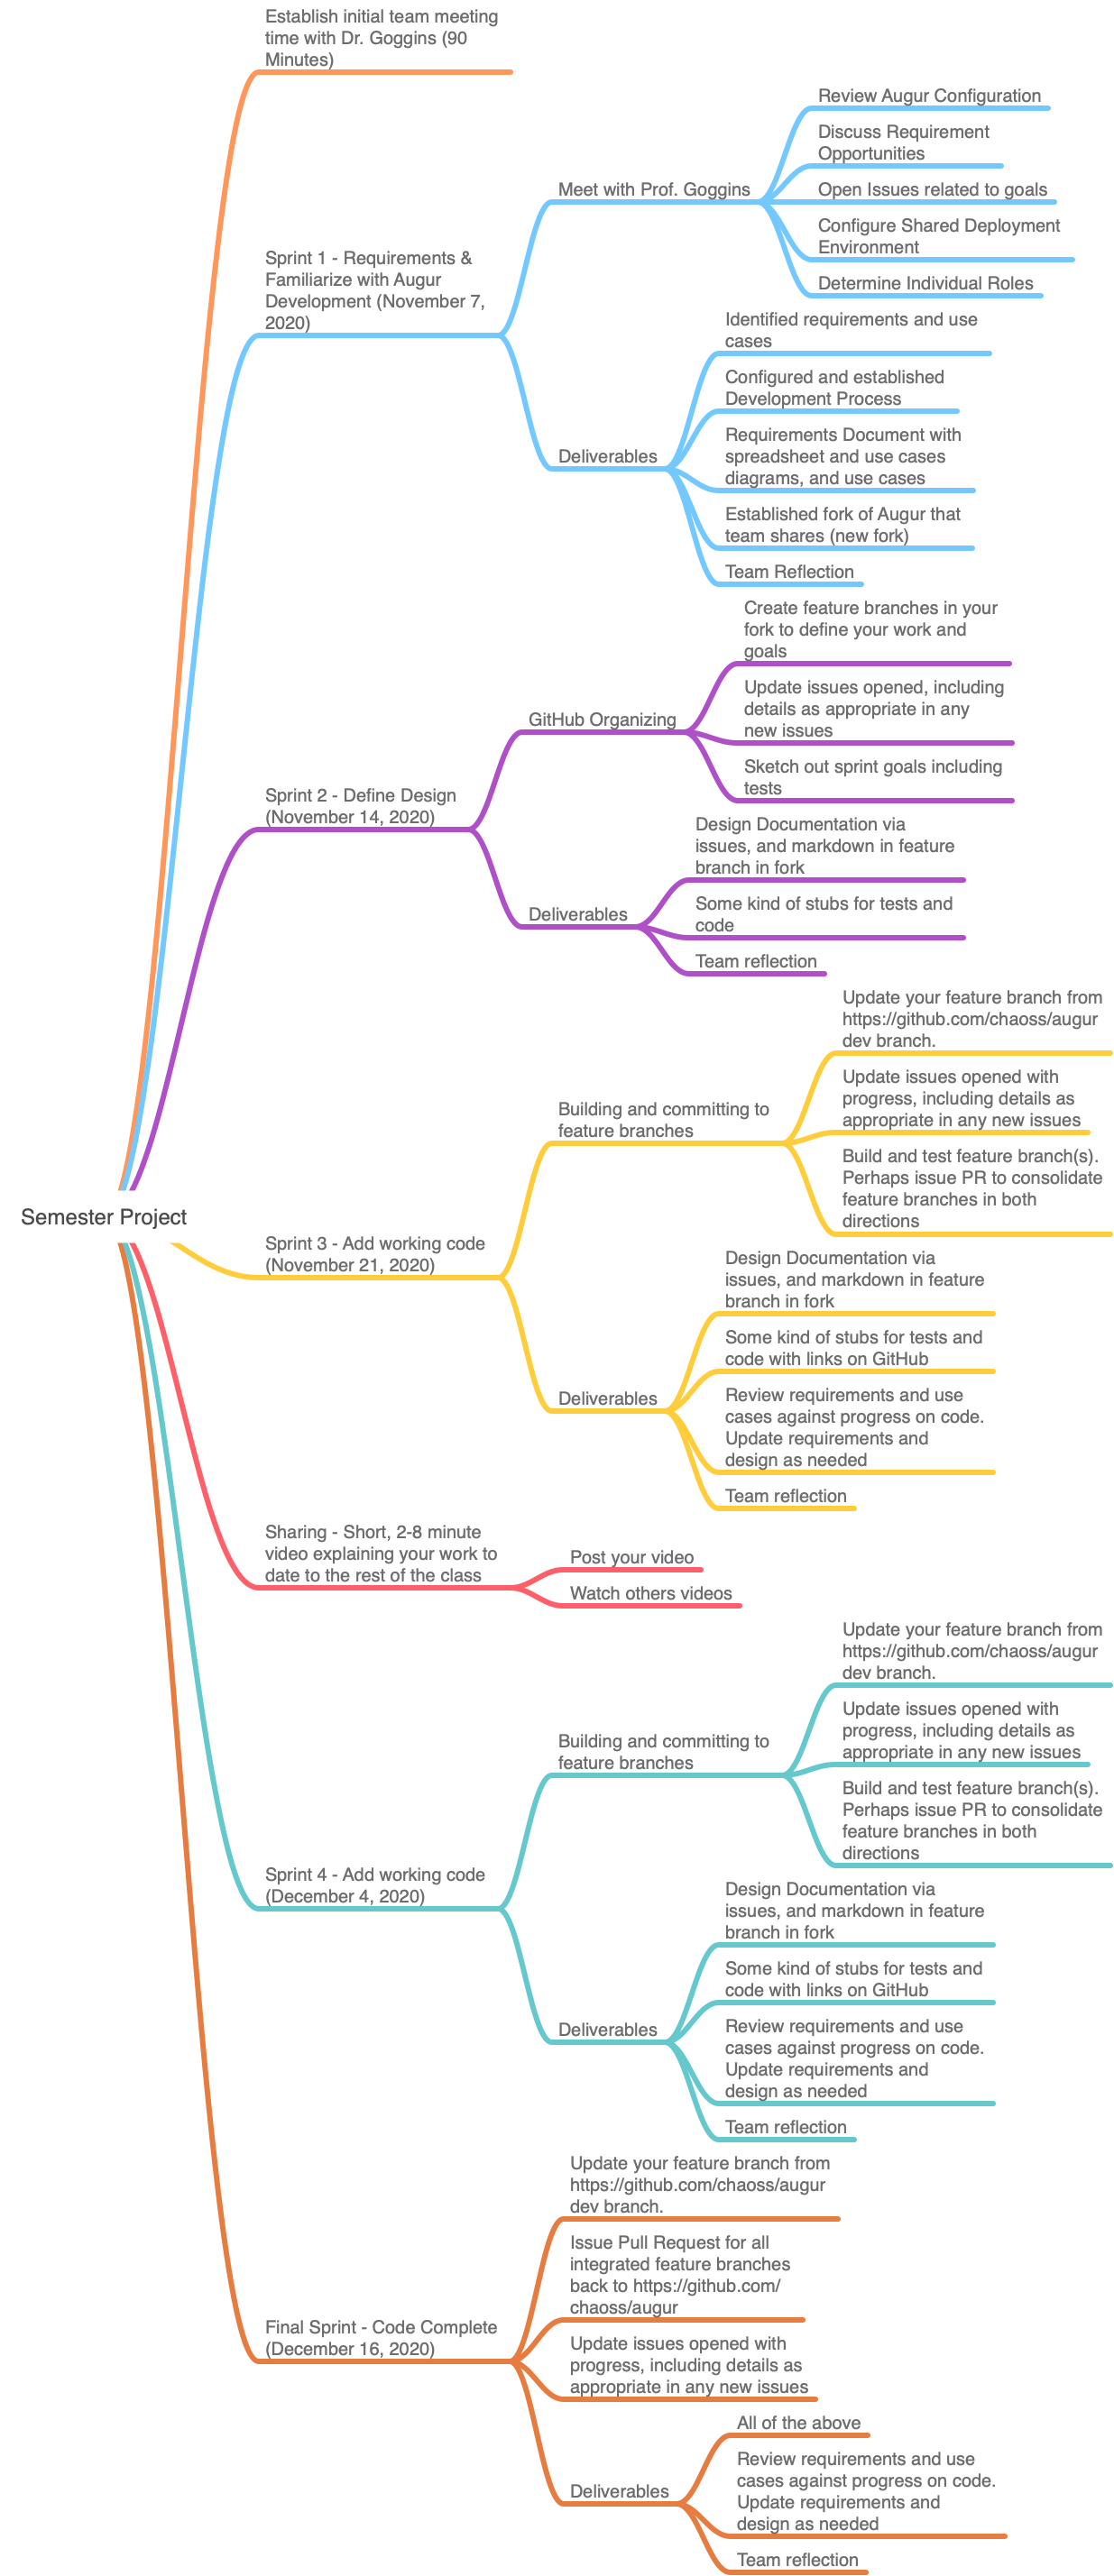 Establish initial team meeting
time with Dr. Goggins (90
Minutes)
Review Augur Configuration
Discuss Requirement
Opportunities
Meet with Prof. Goggins
Open Issues related to goals
Configure Shared Deployment
Environment
Determine Individual Roles
Sprint 1 - Requirements &
Familiarize with Augur
Development (November 7,
2020)
Identified requirements and use
cases
Configured and established
Development Process
Deliverables
Requirements Document with
spreadsheet and use cases
diagrams, and use cases
Established fork of Augur that
team shares (new fork)
Team Reflection
Create feature branches in your
fork to define your work and
goals
GitHub Organizing
Update issues opened, including
details as appropriate in any
new issues
Sketch out sprint goals including
tests
Sprint 2 - Define Design
(November 14, 2020)
Design Documentation via
issues, and markdown in feature
branch in fork
Deliverables
Some kind of stubs for tests and
code
Team reflection
Update your feature branch from
https://github.com/chaoss/augur
dev branch.
Building and committing to
feature branches
Update issues opened with
progress, including details as
appropriate in any new issues
Build and test feature branch(s).
Perhaps issue PR to consolidate
feature branches in both
directions
Semester Project
Sprint 3 - Add working code
(November 21, 2020)
Design Documentation via
issues, and markdown in feature
branch in fork
Some kind of stubs for tests and
code with links on GitHub
Deliverables
Review requirements and use
cases against progress on code.
Update requirements and
design as needed
Team reflection
Sharing - Short, 2-8 minute
video explaining your work to
date to the rest of the class
Post your video
Watch others videos
Update your feature branch from
https://github.com/chaoss/augur
dev branch.
Building and committing to
feature branches
Update issues opened with
progress, including details as
appropriate in any new issues
Build and test feature branch(s).
Perhaps issue PR to consolidate
feature branches in both
directions
Sprint 4 - Add working code
(December 4, 2020)
Design Documentation via
issues, and markdown in feature
branch in fork
Some kind of stubs for tests and
code with links on GitHub
Deliverables
Review requirements and use
cases against progress on code.
Update requirements and
design as needed
Team reflection
Update your feature branch from
https://github.com/chaoss/augur
dev branch.
Issue Pull Request for all
integrated feature branches
back to https://github.com/
chaoss/augur
Final Sprint - Code Complete
(December 16, 2020)
Update issues opened with
progress, including details as
appropriate in any new issues
All of the above
Deliverables
Review requirements and use
cases against progress on code.
Update requirements and
design as needed
Team reflection